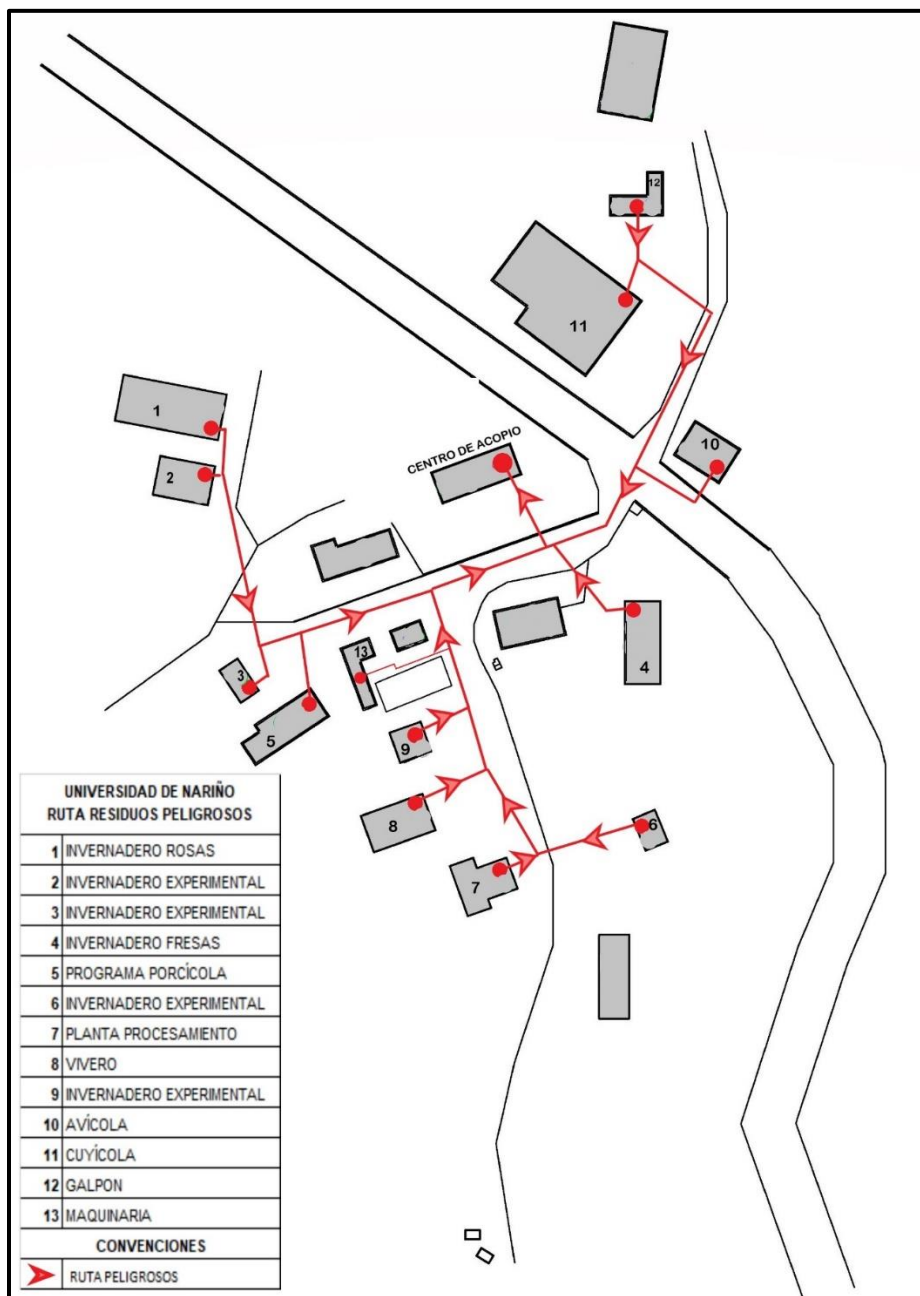 12
11
1
10
CENTRO DE ACOPIO
2
13
3
4
5
9
8
6
7
UNIVERSIDAD DE NARIÑO
RUTA RESIDUOS PELIGROSOS
1 INVERNADERO ROSAS
2 INVERNADERO EXPERIMENTAL
3 INVERNADERO EXPERIMENTAL
4 INVERNADERO FRESAS
5 PROGRAMA PORCÍCOLA
6 INVERNADERO EXPERIMENTAL
7 PLANTA PROCESAMIENTO
8 VIVERO
9 INVERNADERO EXPERIMENTAL
10 AVÍCOLA
11 CUYÍCOLA
12 GALPON
13 MAQUINARIA
CONVENCIONES
RUTA PELIGROSOS